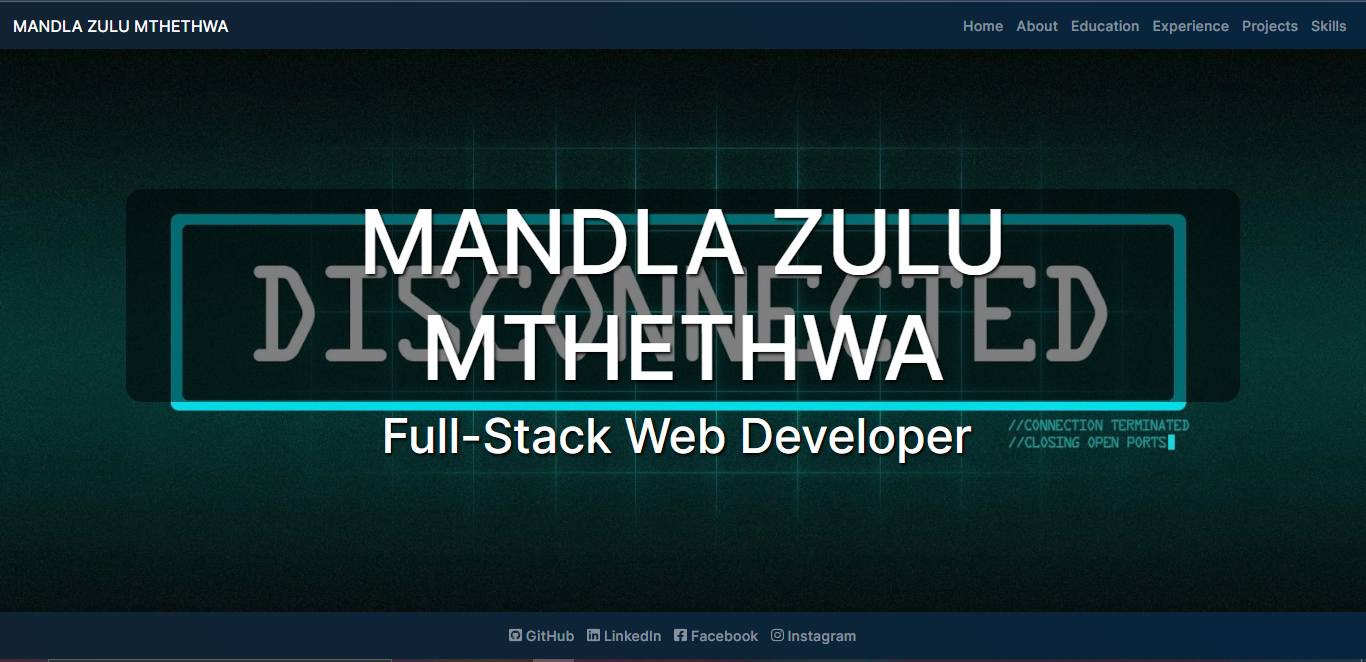 MANDLA ZULU MTHETHWA
Home About Education Experience Projects Skills
MANDLA ZULU
DISCONNECTED
MTHETHWA
Full-Stack Web Developer
//CONNECTION TERMINATED
//CLOSING OPEN PORTS
GitHub LinkedIn Facebook Instagram